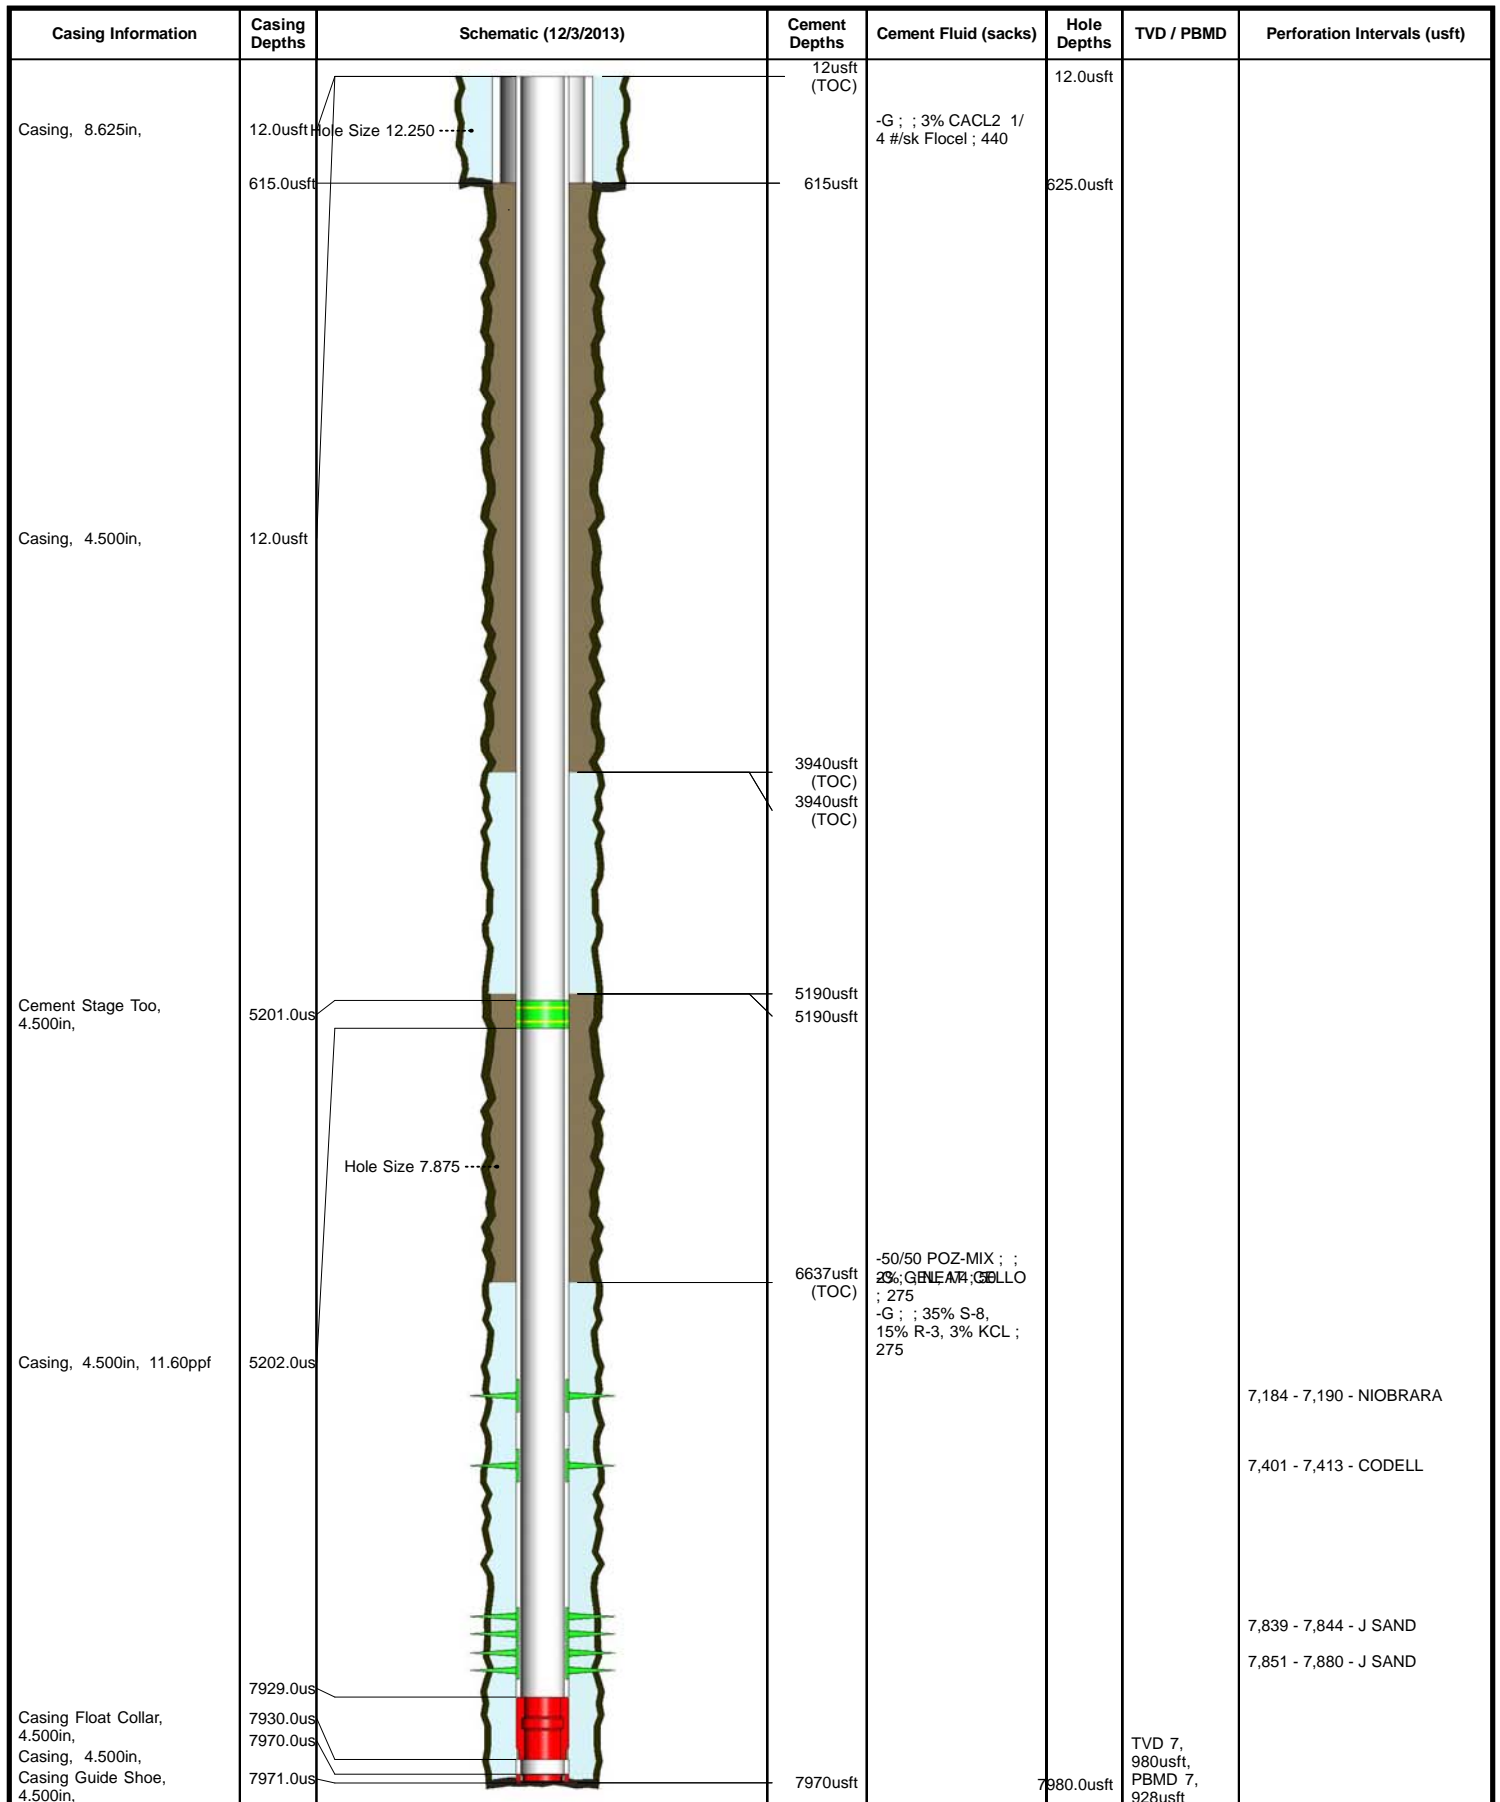 Casing Information
Casing
Depths
Schematic (12/3/2013)
Cement
Depths
Cement Fluid (sacks)
Hole
Depths
TVD / PBMD
Perforation Intervals (usft)
12usft
(TOC)
12.0usft
Casing, 8.625in,
12.0usft
Hole Size 12.250
-G ; ; 3% CACL2 1/
4 #/sk Flocel ; 440
615.0usft
615usft
625.0usft
Casing, 4.500in,
12.0usft
3940usft
(TOC)
3940usft
(TOC)
5190usft
5190usft
Cement Stage Too,
4.500in,
5201.0us
Hole Size 7.875
6637usft
(TOC)
-50/50 POZ-MIX ; ;
; 275
-G ; ; 35% S-8,
15% R-3, 3% KCL ;
275
Casing, 4.500in, 11.60ppf
5202.0us
7,184 - 7,190 - NIOBRARA
7,401 - 7,413 - CODELL
7,839 - 7,844 - J SAND
7,851 - 7,880 - J SAND
7929.0us
Casing Float Collar,
4.500in,
7930.0us
Casing, 4.500in,
7970.0us
Casing Guide Shoe,
4.500in,
7971.0us
7970usft
7980.0usft
TVD 7,
980usft,
PBMD 7,
928usft